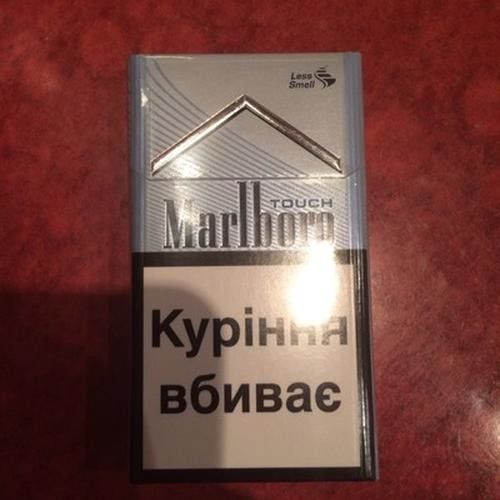 Less
Smell
TOUCH
Marlboro
Куріння
вбиває